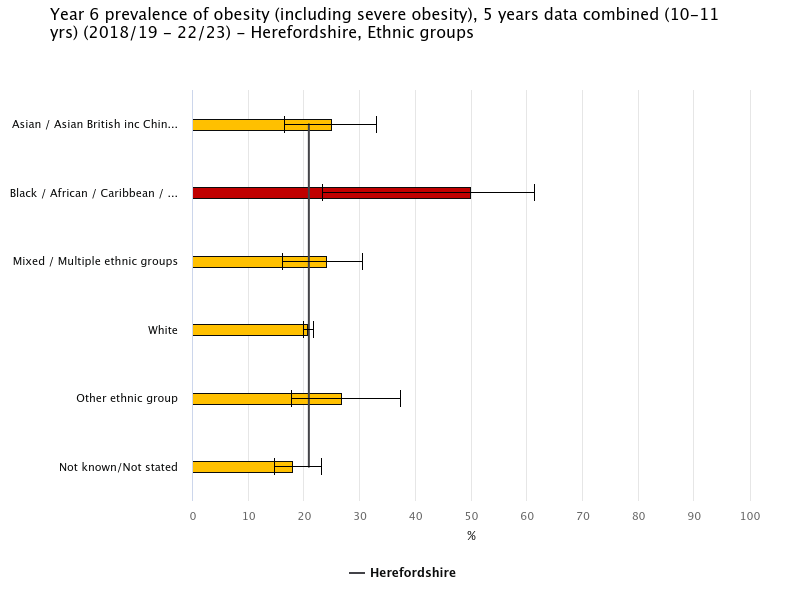 Year 6 prevalence of obesity (including severe obesity), 5 years data combined (10-11
yrs) (2018/19 - 22/23) - Herefordshire, Ethnic groups
Asian / Asian British inc Chin...
Black / African / Caribbean / ...
Mixed / Multiple ethnic groups
White
Other ethnic group
Not known/Not stated
0 10 20 30 40 50 60 70 80 90 100
%
Herefordshire